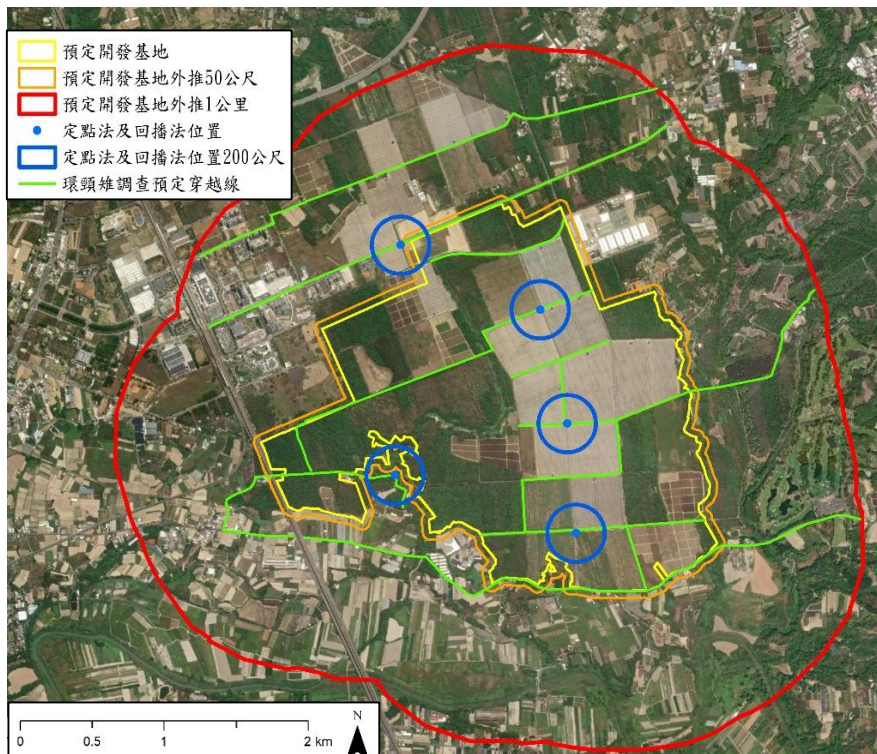 預定開發基地
預定開發基地外推50公尺
預定開發基地外推1公里
定點法及回播法位置
定點法及回播法位置200公尺
環頸雉調查預定穿越線
N
0 0.5 1 2 km